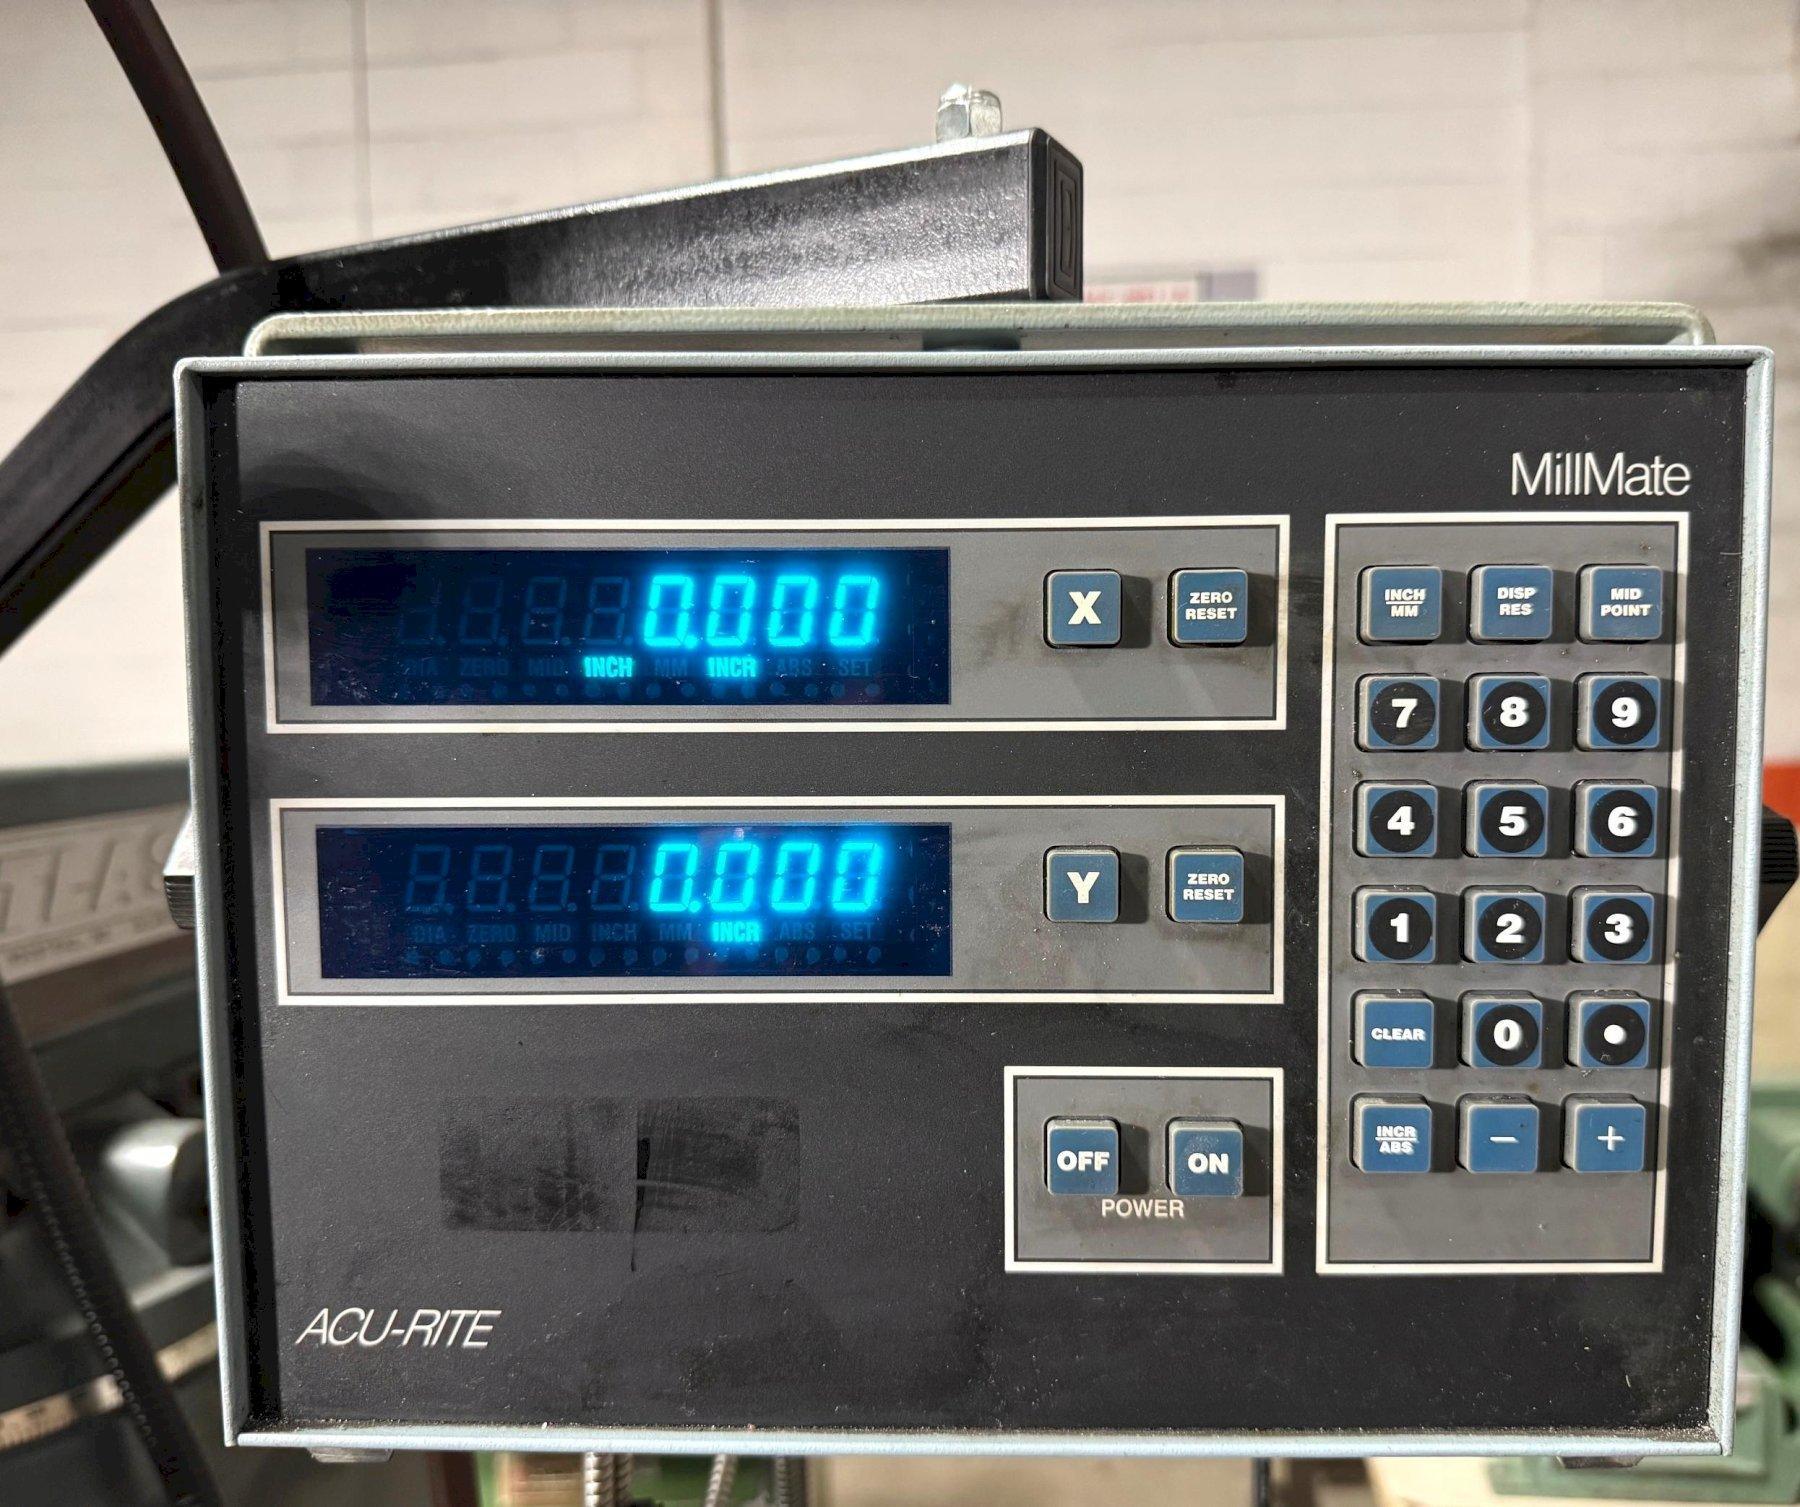 MillMate
0.000
DIA ZERO MID INCH MM INCR ABS SET
X
ZERO
RESET
0.000
DIA ZERO MID INCH MM INCR ABS SET
Y
ZERO
RESET
INCH
MM
DISP
RES
MID
POINT
7 8 9
4 5 6
1 2 3
CLEAR 0 •
INCR
ABS
− +
OFF ON
POWER
ACU-RITE